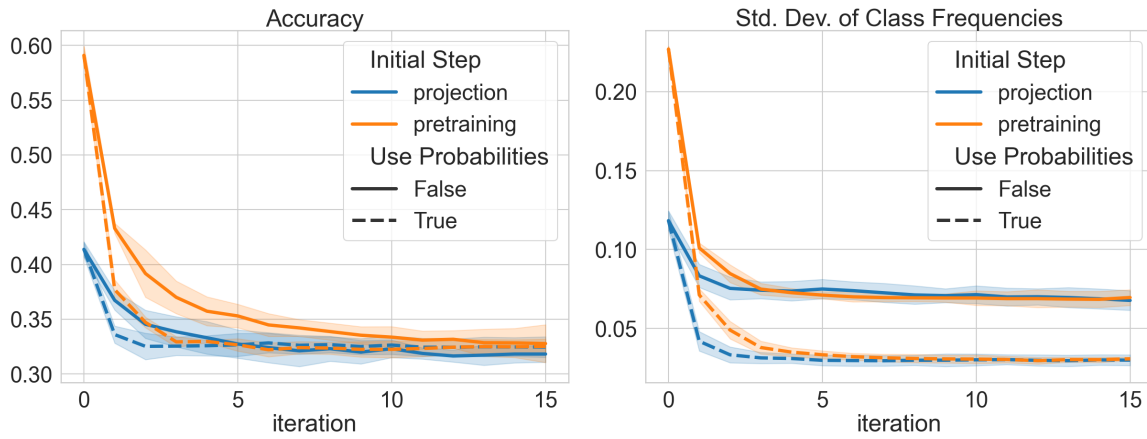 Accuracy
0.60
0.55
0.50
0.45
0.40
0.35
0.30
0
5
10
15
iteration
Initial Step
projection
pretraining
Use Probabilities
False
True
Std. Dev. of Class Frequencies
0.20
0.15
0.10
0.05
0
5
10
15
iteration
Initial Step
projection
pretraining
Use Probabilities
False
True